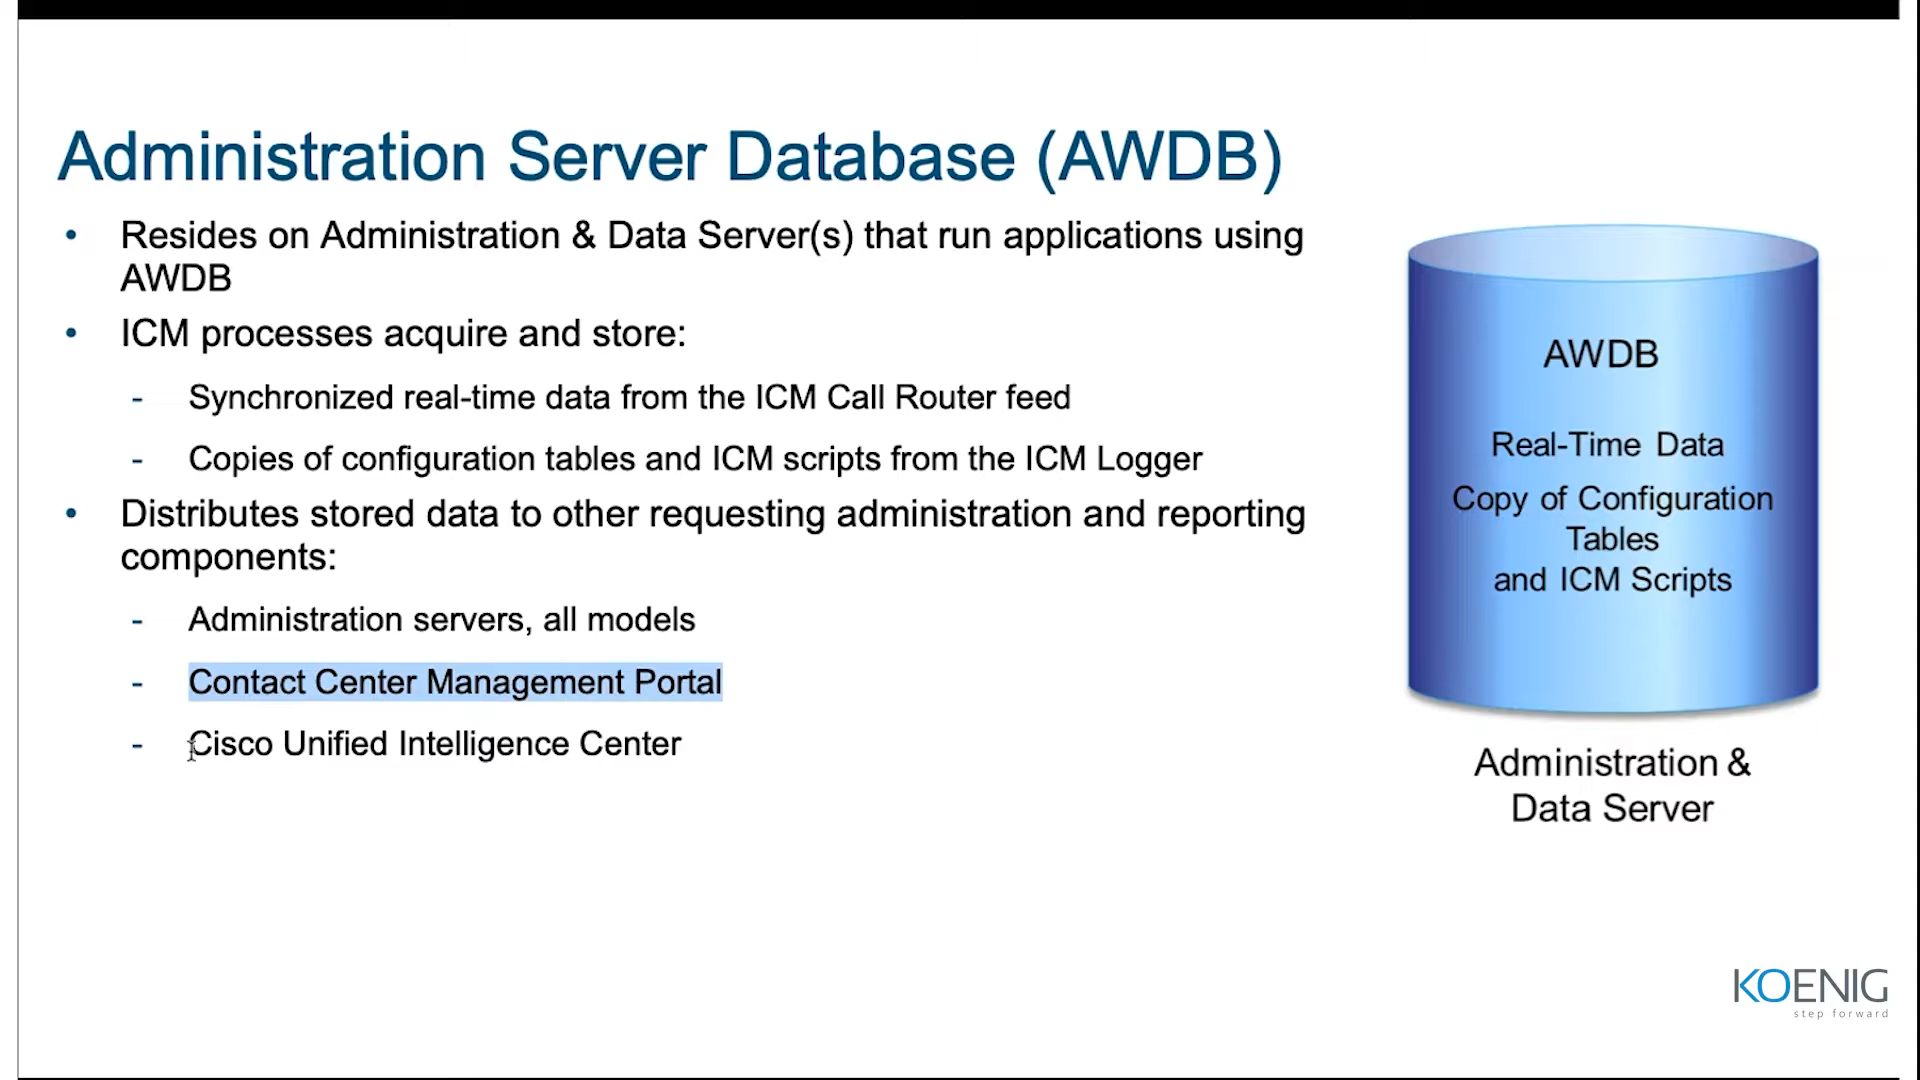 Administration Server Database (AWDB)
• Resides on Administration & Data Server(s) that run applications using
AWDB
• ICM processes acquire and store:
- Synchronized real-time data from the ICM Call Router feed
- Copies of configuration tables and ICM scripts from the ICM Logger
• Distributes stored data to other requesting administration and reporting
components:
- Administration servers, all models
- Contact Center Management Portal
- Cisco Unified Intelligence Center
AWDB
Real-Time Data
Copy of Configuration
Tables
and ICM Scripts
Administration &
Data Server
KOENIG
step forward